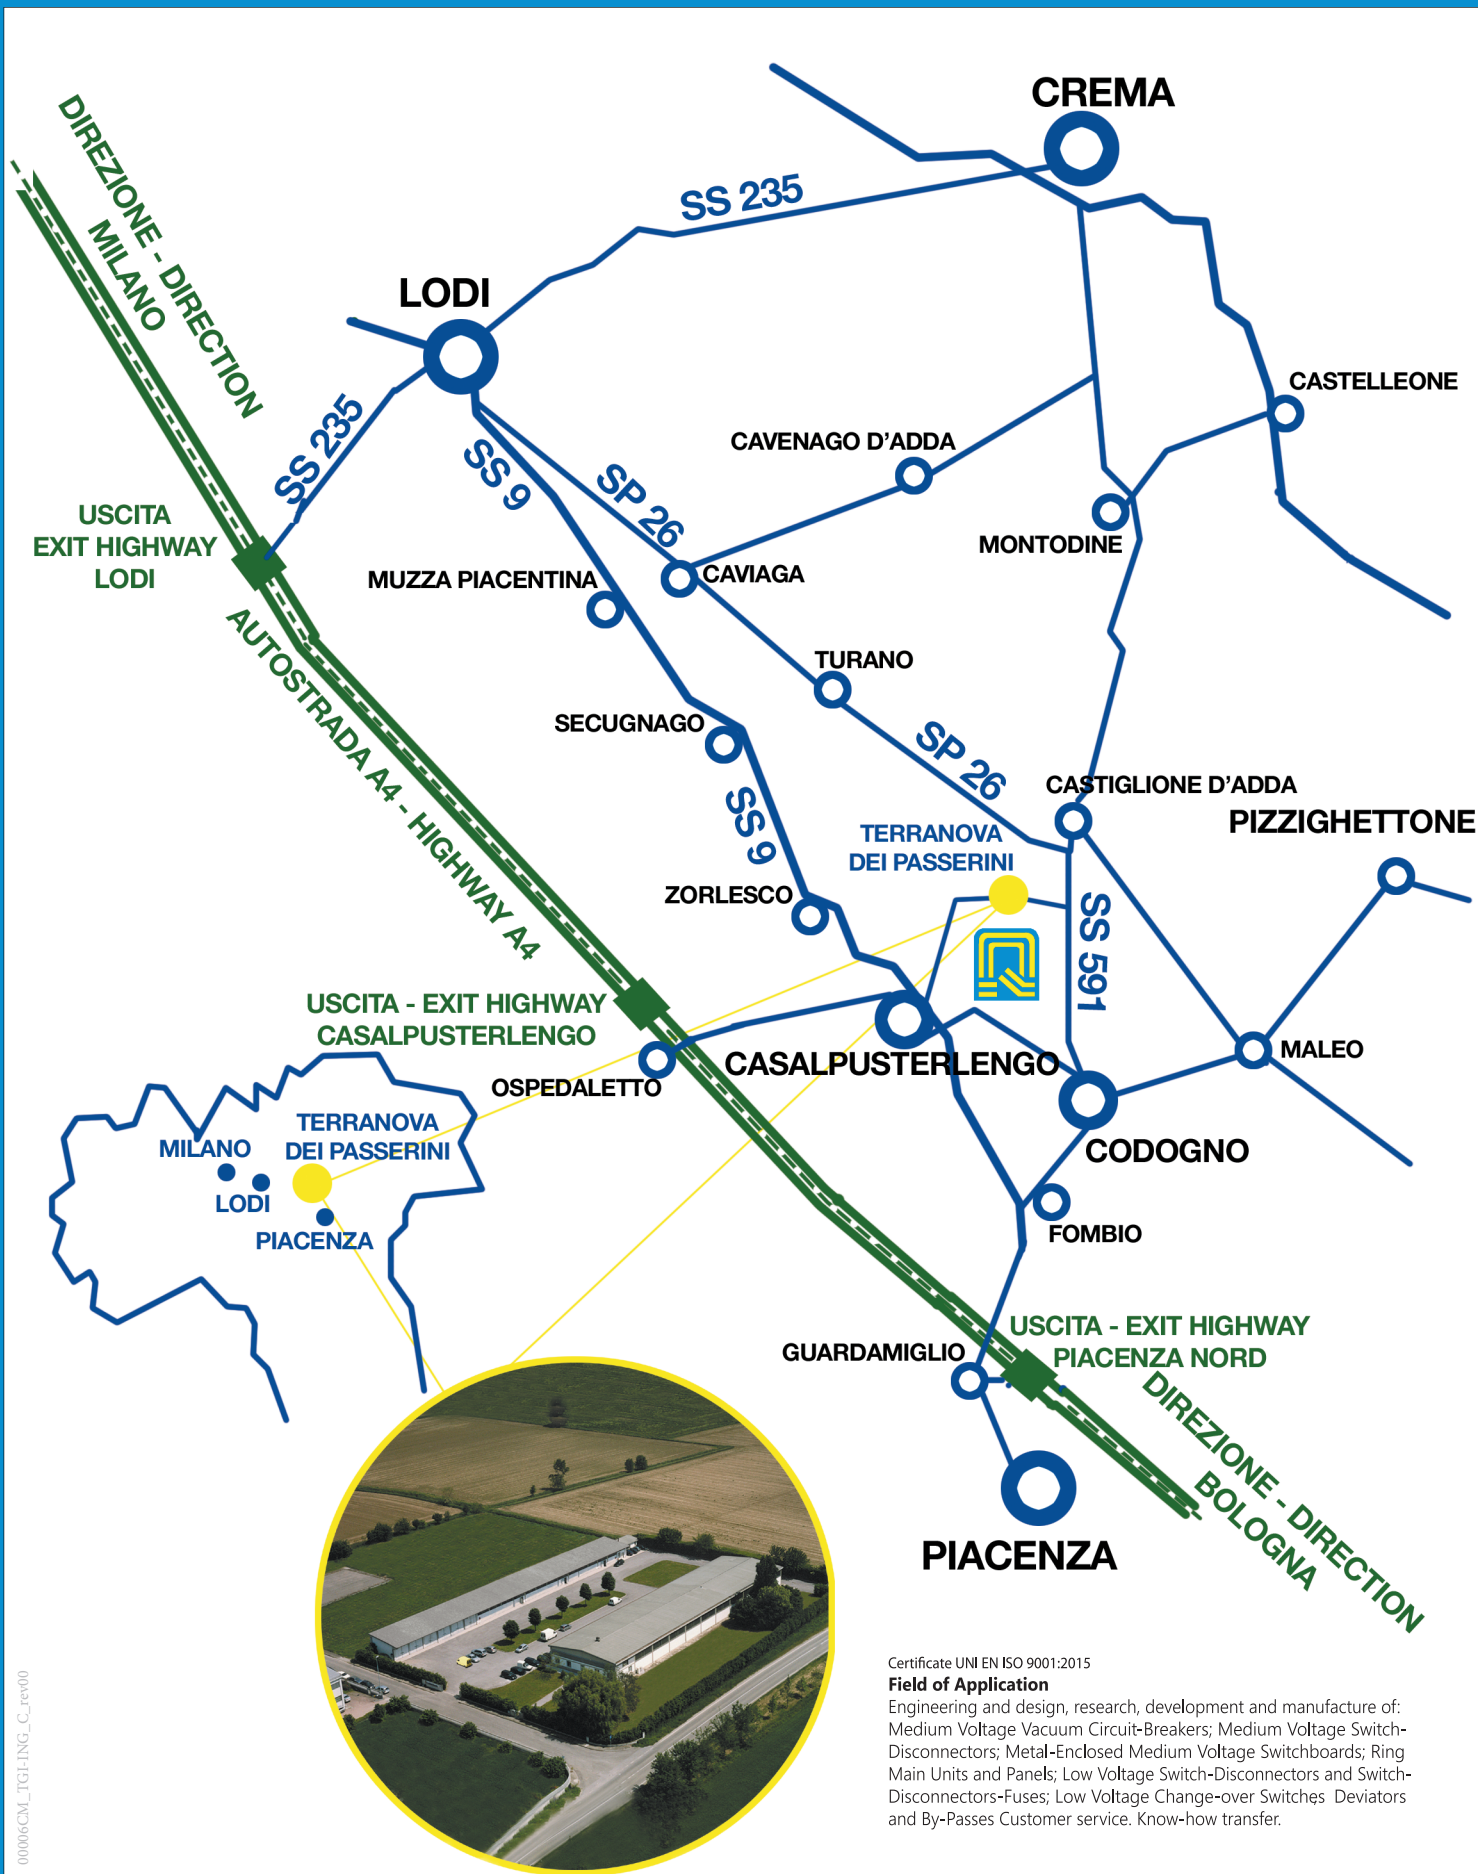 CREMA
DIREZIONE - DIRECTION
MILANO
SS 235
LODI
CASTELLEONE
SS 235
CAVENAGO D'ADDA
SS 9
SP 26
USCITA
EXIT HIGHWAY
LODI
MONTODINE
MUZZA PIACENTINA
CAVIAGA
AUTOSTRADA A4 - HIGHWAY A4
TURANO
SECUGNAGO
SP 26
CASTIGLIONE D'ADDA
PIZZIGHETTONE
SS 9
TERRANOVA
DEI PASSERINI
ZORLESCO
SS 591
USCITA - EXIT HIGHWAY
CASALPUSTERLENGO
MALEO
CASALPUSTERLENGO
OSPEDALETTO
TERRANOVA
DEI PASSERINI
MILANO
LODI
PIACENZA
CODOGNO
FOMBIO
USCITA - EXIT HIGHWAY
PIACENZA NORD
GUARDAMIGLIO
DIREZIONE - DIRECTION
BOLOGNA
PIACENZA
Certificate UNI EN ISO 9001:2015
Field of Application
Engineering and design, research, development and manufacture of:
Medium Voltage Vacuum Circuit-Breakers; Medium Voltage Switch-
Disconnectors; Metal-Enclosed Medium Voltage Switchboards; Ring
Main Units and Panels; Low Voltage Switch-Disconnectors and Switch-
Disconnectors-Fuses; Low Voltage Change-over Switches Deviators
and By-Passes Customer service. Know-how transfer.
00006CM_TGI-ING_C_rev00